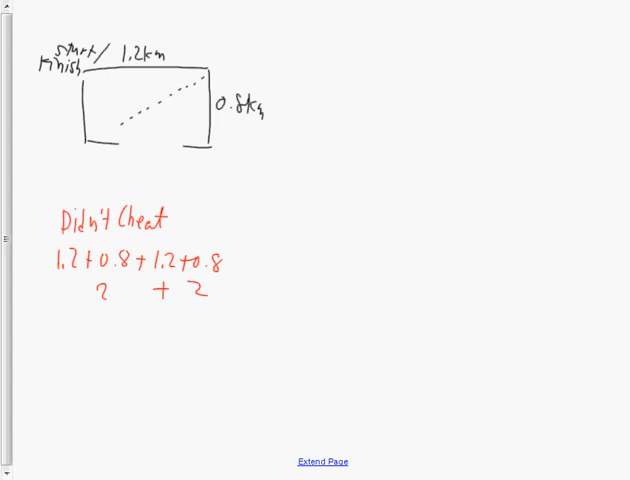 Start/
Finish
1.2km
0.8km
Didn't Cheat
1.2+0.8+1.2+0.8
2 + 2
Extend Page